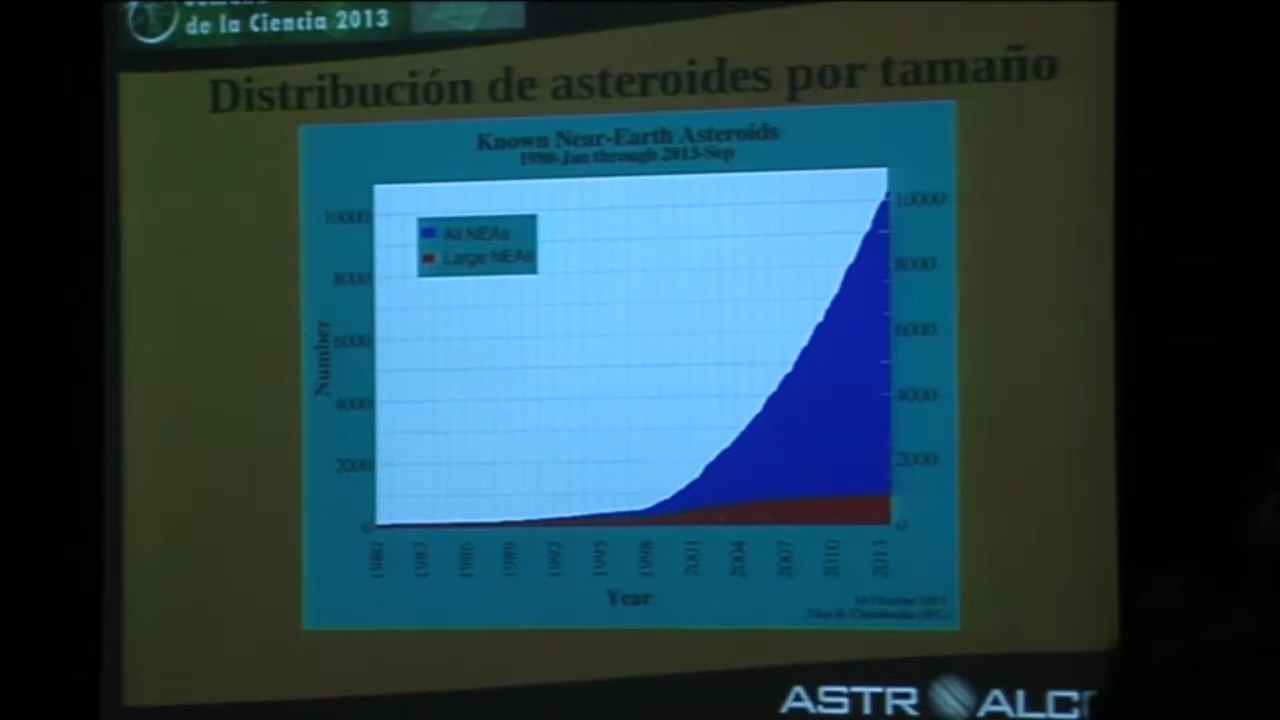 de la Ciencia 2013
Distribución de asteroides por tamaño
Known Near-Earth Asteroids
1980-Jan through 2013-Sep
All NEAs
Large NEAs
Number
10000
8000
6000
4000
2000
0
10000
8000
6000
4000
2000
0
1980 1983 1986 1989 1992 1995 1998 2001 2004 2007 2010 2013
Year
ASTR ALC